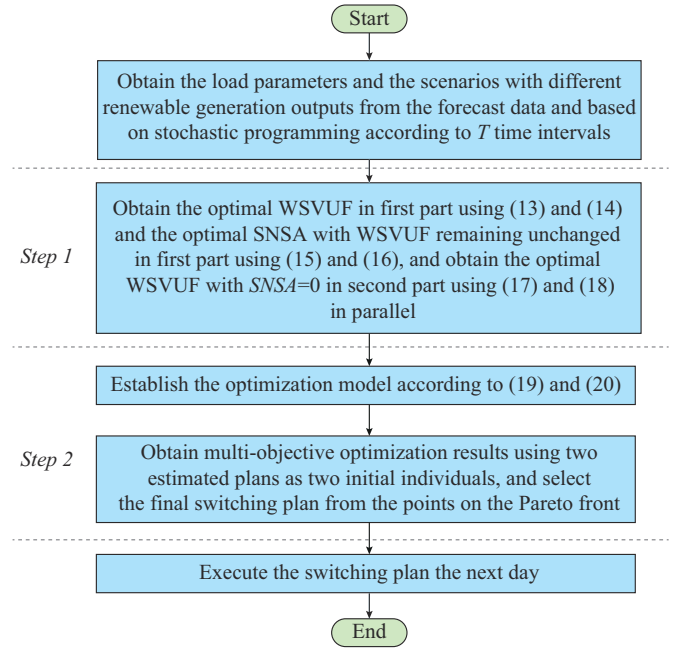 Start
Obtain the load parameters and the scenarios with different
renewable generation outputs from the forecast data and based
on stochastic programming according to T time intervals
Step 1
Obtain the optimal WSVUF in first part using (13) and (14)
and the optimal SNSA with WSVUF remaining unchanged
in first part using (15) and (16), and obtain the optimal
WSVUF with SNSA=0 in second part using (17) and (18)
in parallel
Establish the optimization model according to (19) and (20)
Step 2
Obtain multi-objective optimization results using two
estimated plans as two initial individuals, and select
the final switching plan from the points on the Pareto front
Execute the switching plan the next day
End